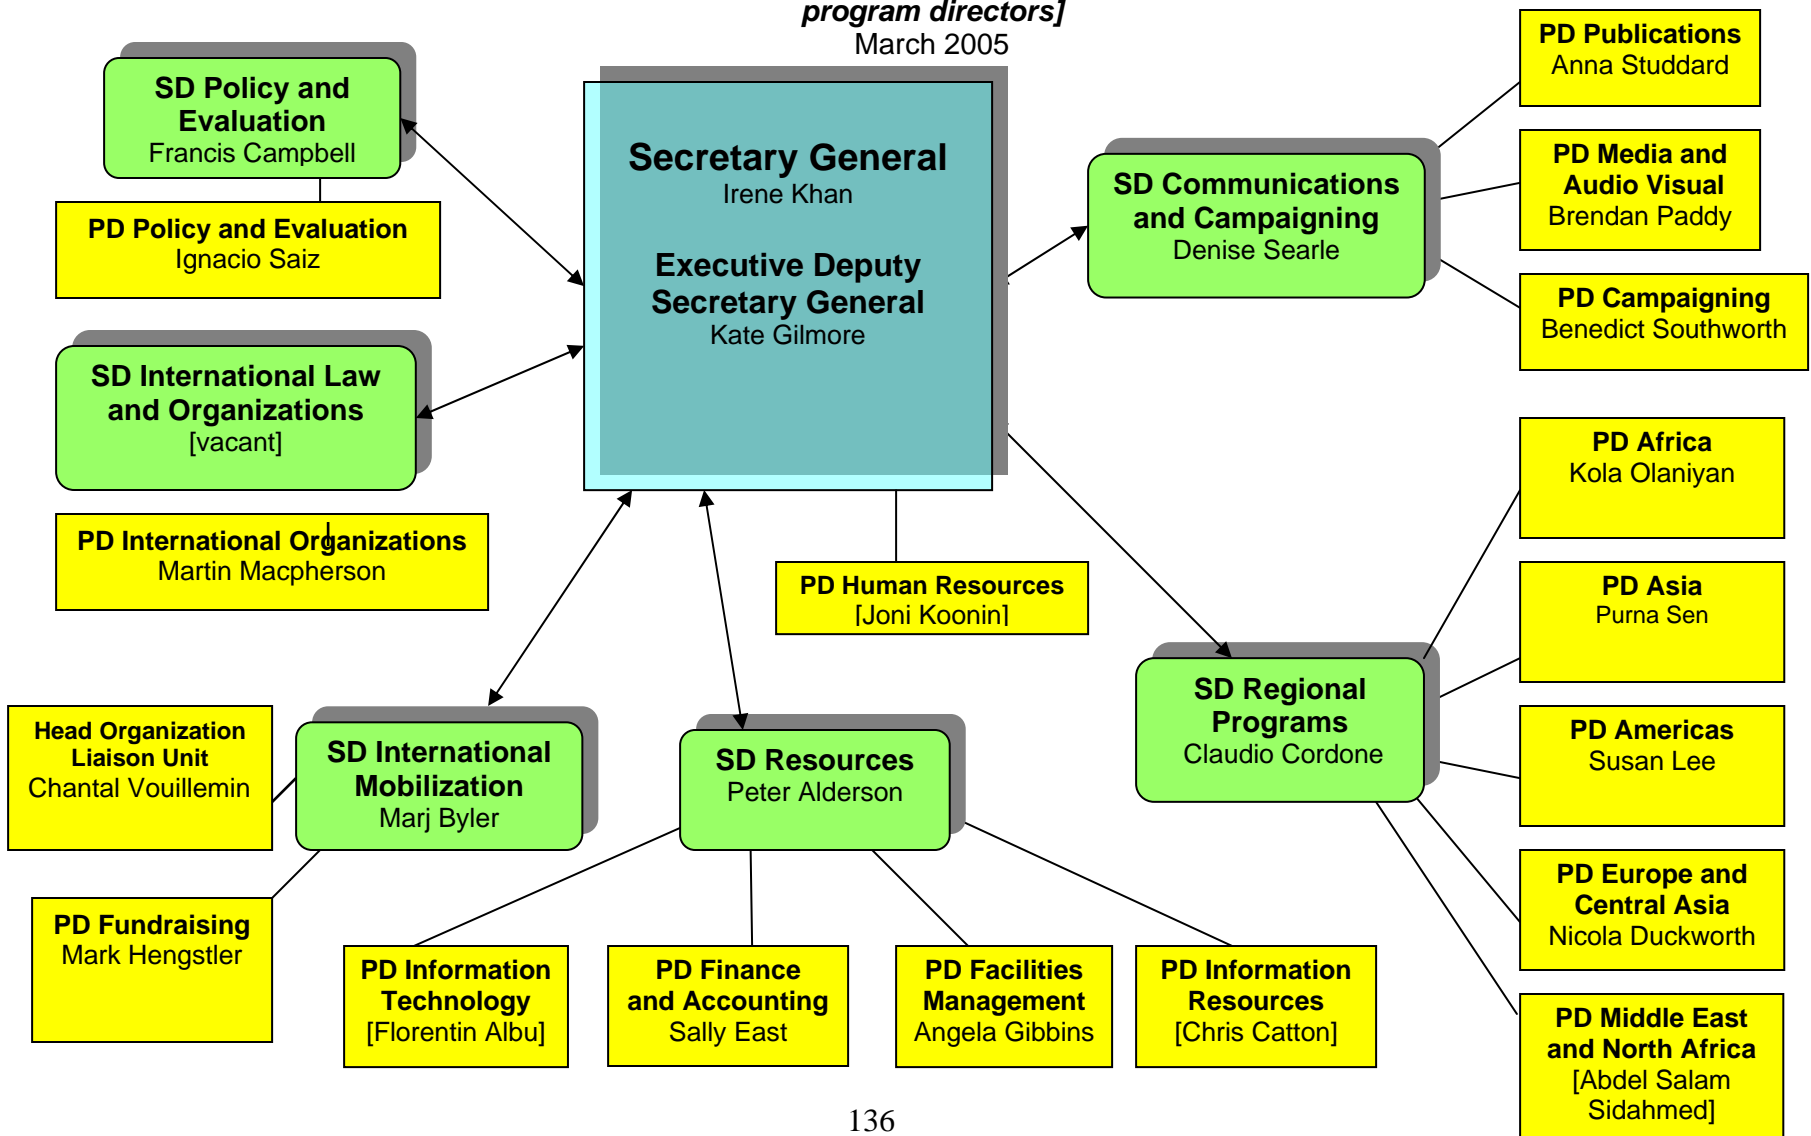 program directors]
March 2005
SD Policy and
Evaluation
Francis Campbell
PD Policy and Evaluation
Ignacio Saiz
SD International Law
and Organizations
[vacant]
PD International Organizations
Martin Macpherson
Secretary General
Irene Khan
Executive Deputy
Secretary General
Kate Gilmore
PD Human Resources
[Joni Koonin]
SD Communications
and Campaigning
Denise Searle
PD Publications
Anna Studdard
PD Media and
Audio Visual
Brendan Paddy
PD Campaigning
Benedict Southworth
PD Africa
Kola Olaniyan
PD Asia
Purna Sen
SD Regional
Programs
Claudio Cordone
PD Americas
Susan Lee
PD Europe and
Central Asia
Nicola Duckworth
PD Middle East
and North Africa
[Abdel Salam
Sidahmed]
Head Organization
Liaison Unit
Chantal Vouillemin
SD International
Mobilization
Marj Byler
PD Fundraising
Mark Hengstler
SD Resources
Peter Alderson
PD Information
Technology
[Florentin Albu]
PD Finance
and Accounting
Sally East
PD Facilities
Management
Angela Gibbins
PD Information
Resources
[Chris Catton]
136